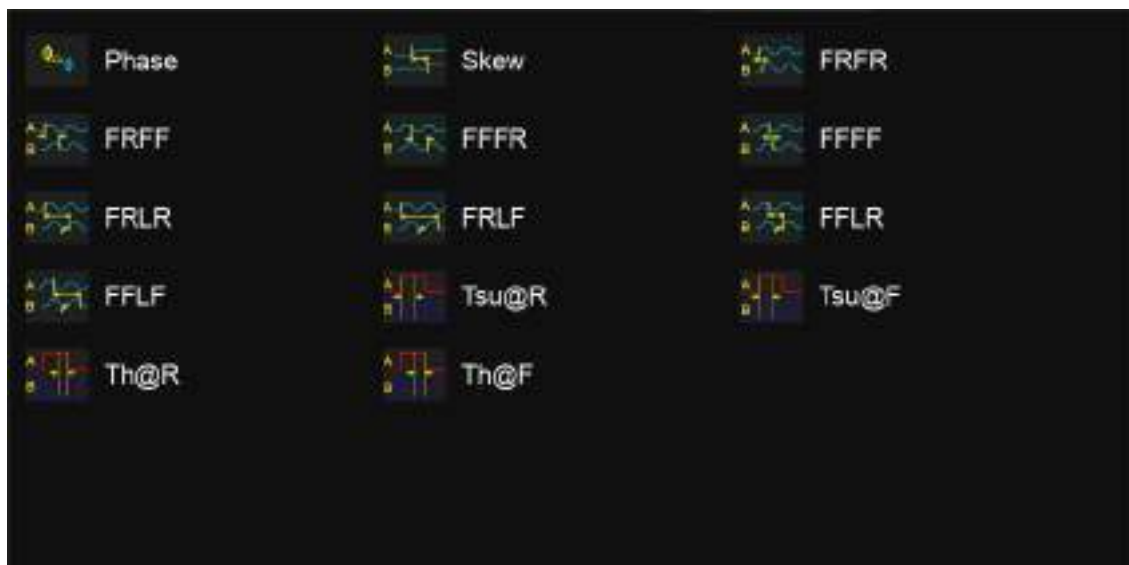 Phase Skew FRFR
FRFF FFFR FFFF
FRLR FRLF FFLR
FFLF Tsu@R Tsu@F
Th@R Th@F